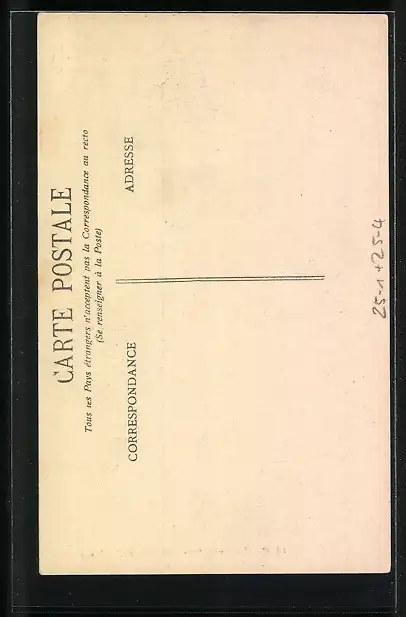 CARTE POSTALE
Tous les Pays étrangers n'acceptent pas la Correspondance au recto
(Se renseigner à la Poste)
CORRESPONDANCE
ADRESSE
25-1+25-4